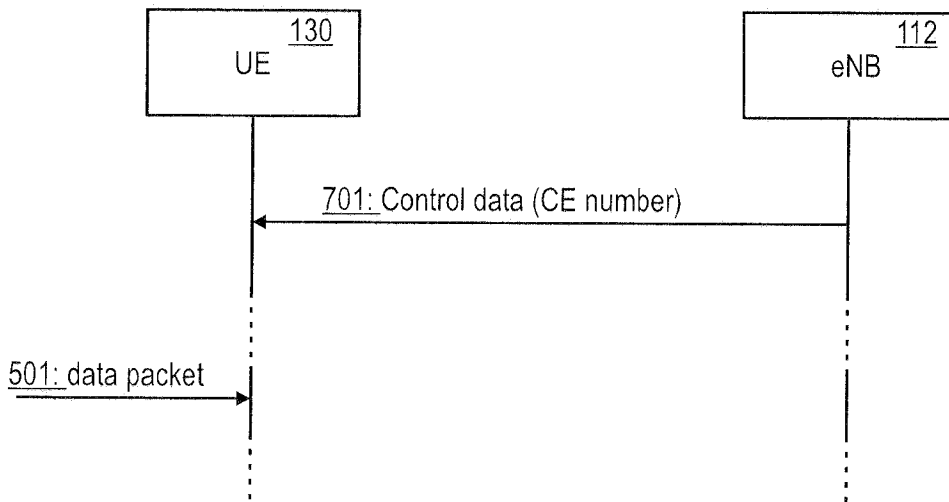 130
UE
112
eNB
701: Control data (CE number)
501: data packet